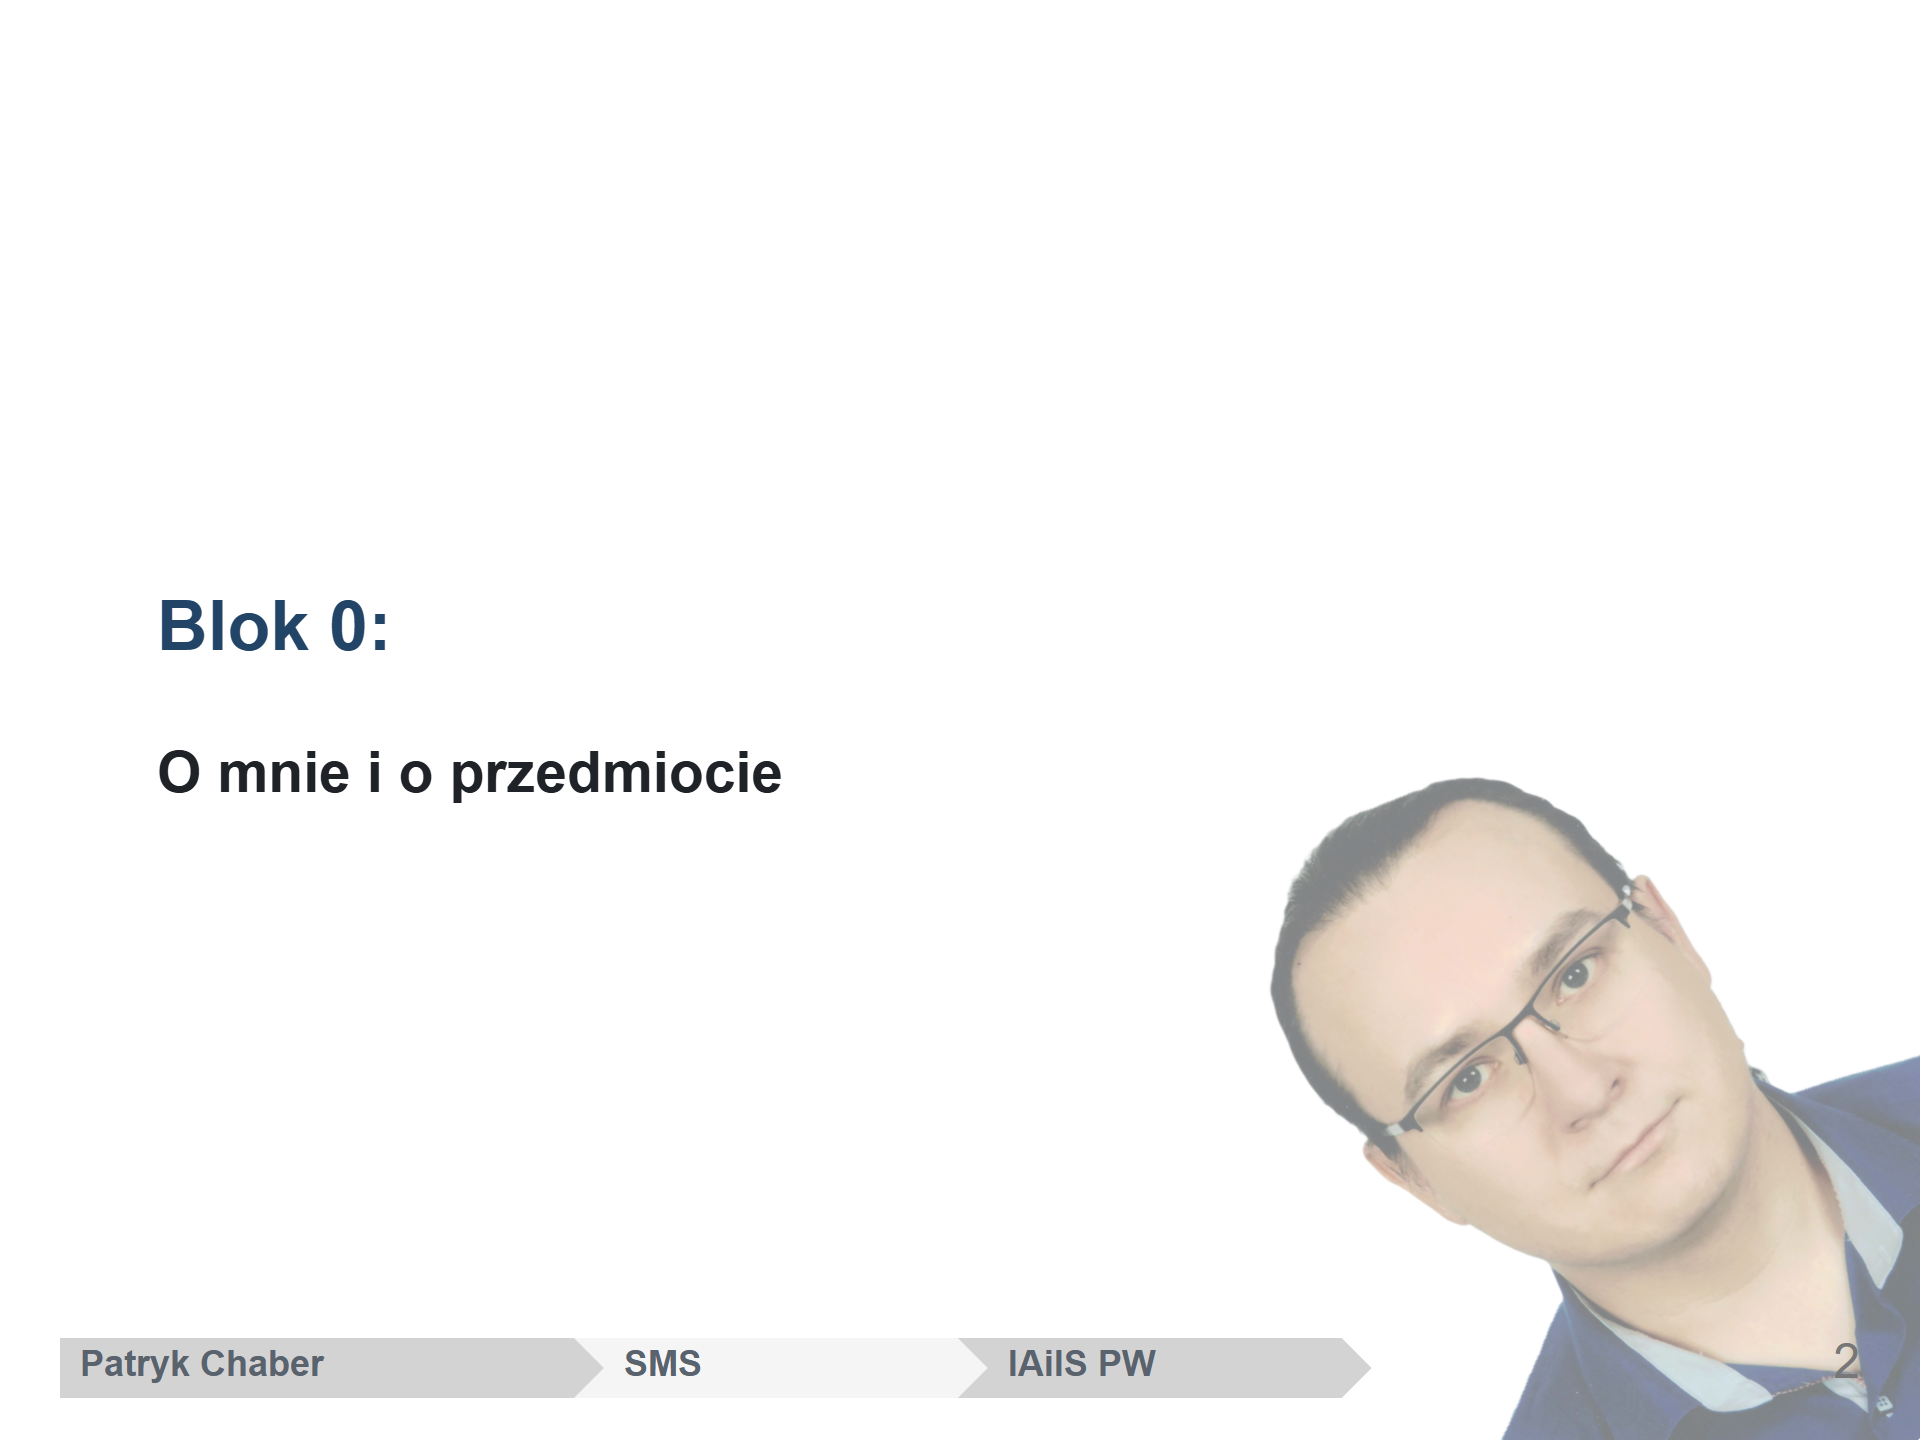 Blok 0:
O mnie i o przedmiocie
Patryk Chaber
SMS
IAiIS PW
2